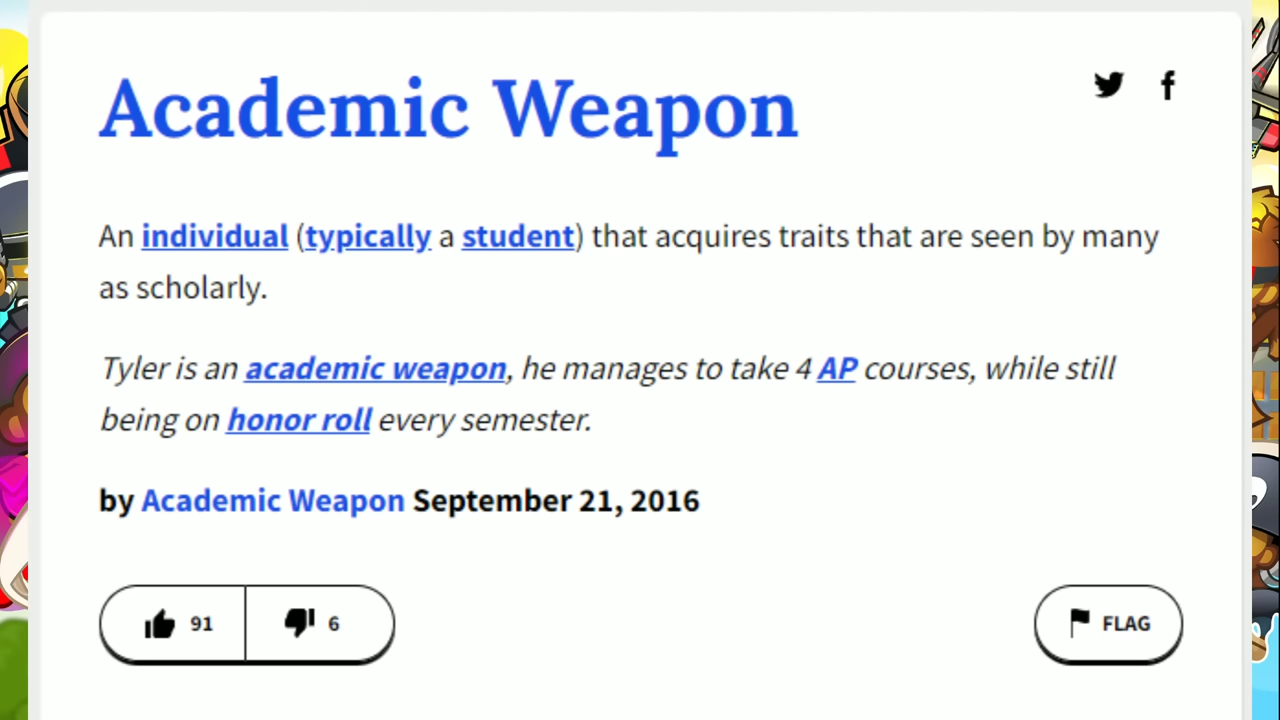 Academic Weapon
An individual (typically a student) that acquires traits that are seen by many
as scholarly.
Tyler is an academic weapon, he manages to take 4 AP courses, while still
being on honor roll every semester.
by Academic Weapon September 21, 2016
91 6 FLAG